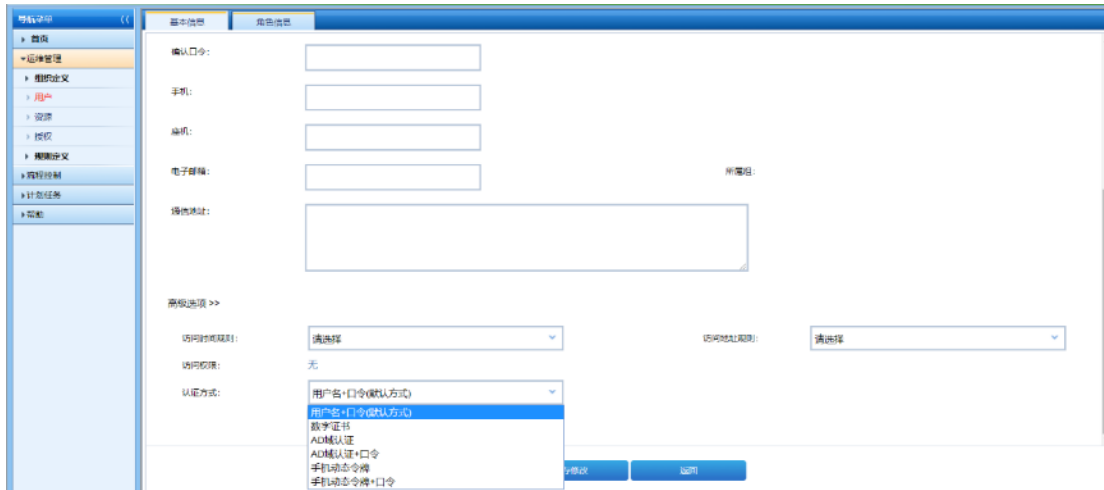 导航菜单 <<
首页
运维管理
组织定义
用户
资源
授权
规则定义
流程控制
计划任务
帮助
基本信息 角色信息
确认口令:
手机:
座机:
电子邮箱: 所属组:
通信地址:
高级选项 >>
访问时间规则: 请选择 访问地址规则: 请选择
访问权限: 无
认证方式: 用户名+口令(默认方式)
用户名+口令(默认方式)
数字证书
AD域认证
AD域认证+口令
手机动态令牌
手机动态令牌+口令
修改 返回